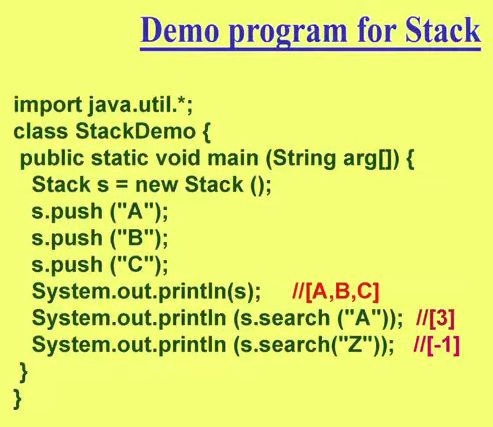 Demo program for Stack
import java.util.*;
class StackDemo {
public static void main (String arg[]) {
Stack s = new Stack ();
s.push ("A");
s.push ("B");
s.push ("C");
System.out.println(s); //[A,B,C]
System.out.println (s.search ("A")); //[3]
System.out.println (s.search("Z")); //[-1]
}
}